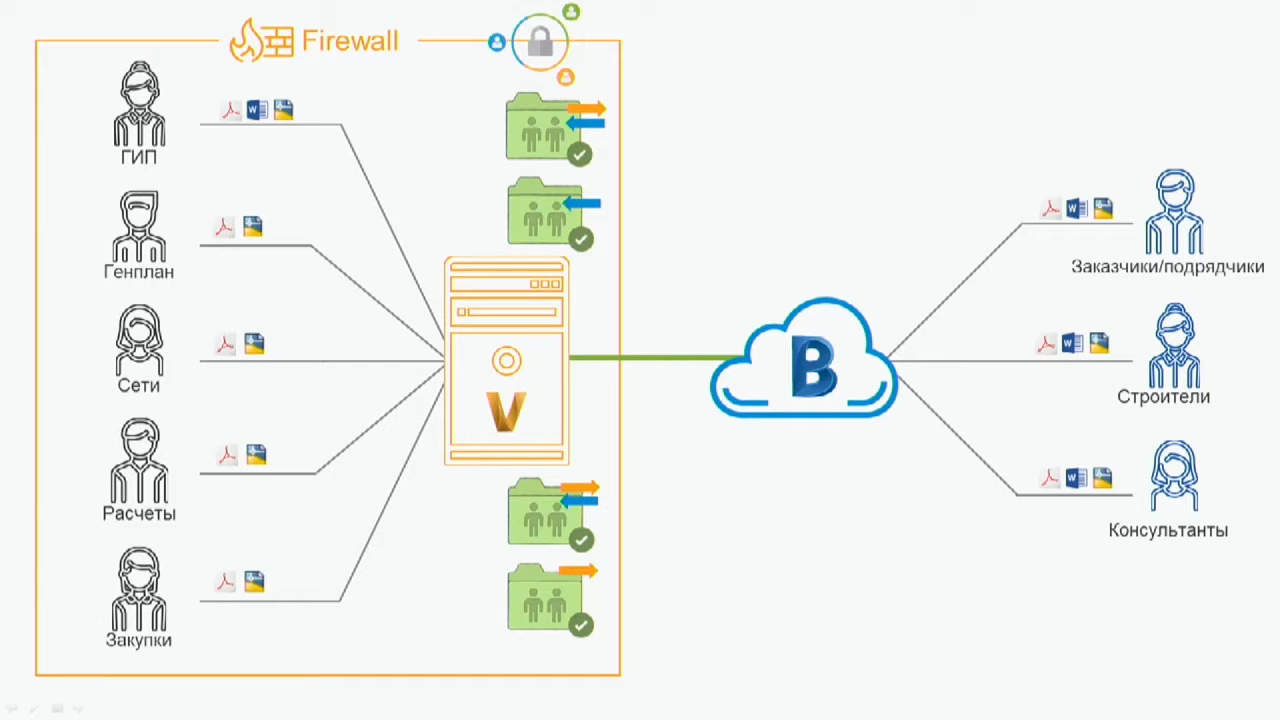 Firewall
ГИП
Генплан
Сети
Расчеты
Закупки
V
B
Заказчики/подрядчики
Строители
Консультанты